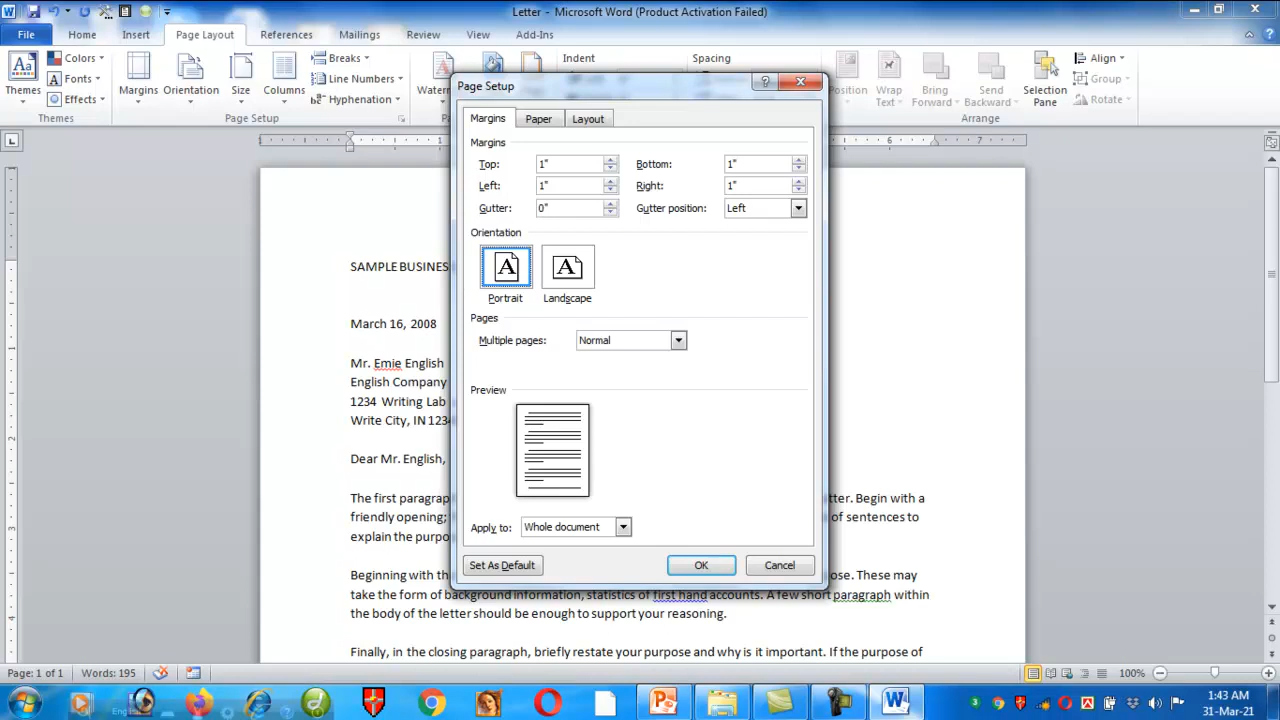 Letter - Microsoft Word (Product Activation Failed)
File Home Insert Page Layout References Mailings Review View Add-Ins
Themes
Colors
Fonts
Effects
Themes
Margins
Orientation
Size
Columns
Breaks
Line Numbers
Hyphenation
Page Setup
Indent
Spacing
Wrap Text
Bring Forward
Send Backward
Selection Pane
Align
Group
Rotate
Arrange
Page Setup
Margins Paper Layout
Margins
Top: 1" Bottom: 1"
Left: 1" Right: 1"
Gutter: 0" Gutter position: Left
Orientation
Portrait Landscape
Pages
Multiple pages: Normal
Preview
Apply to: Whole document
Set As Default OK Cancel
SAMPLE
March 16, 2008
Mr. Emie English
English Company
1234 Writing Lab
Write City, IN 1234
Dear Mr. English,
The first paragraph tter. Begin with a
friendly opening; of sentences to
explain the purpo
Beginning with th ose. These may
take the form of background information, statistics of first hand accounts. A few short paragraph within
the body of the letter should be enough to support your reasoning.
Finally, in the closing paragraph, briefly restate your purpose and why is it important. If the purpose of
Page: 1 of 1 Words: 195 100%
1:43 AM
31-Mar-21